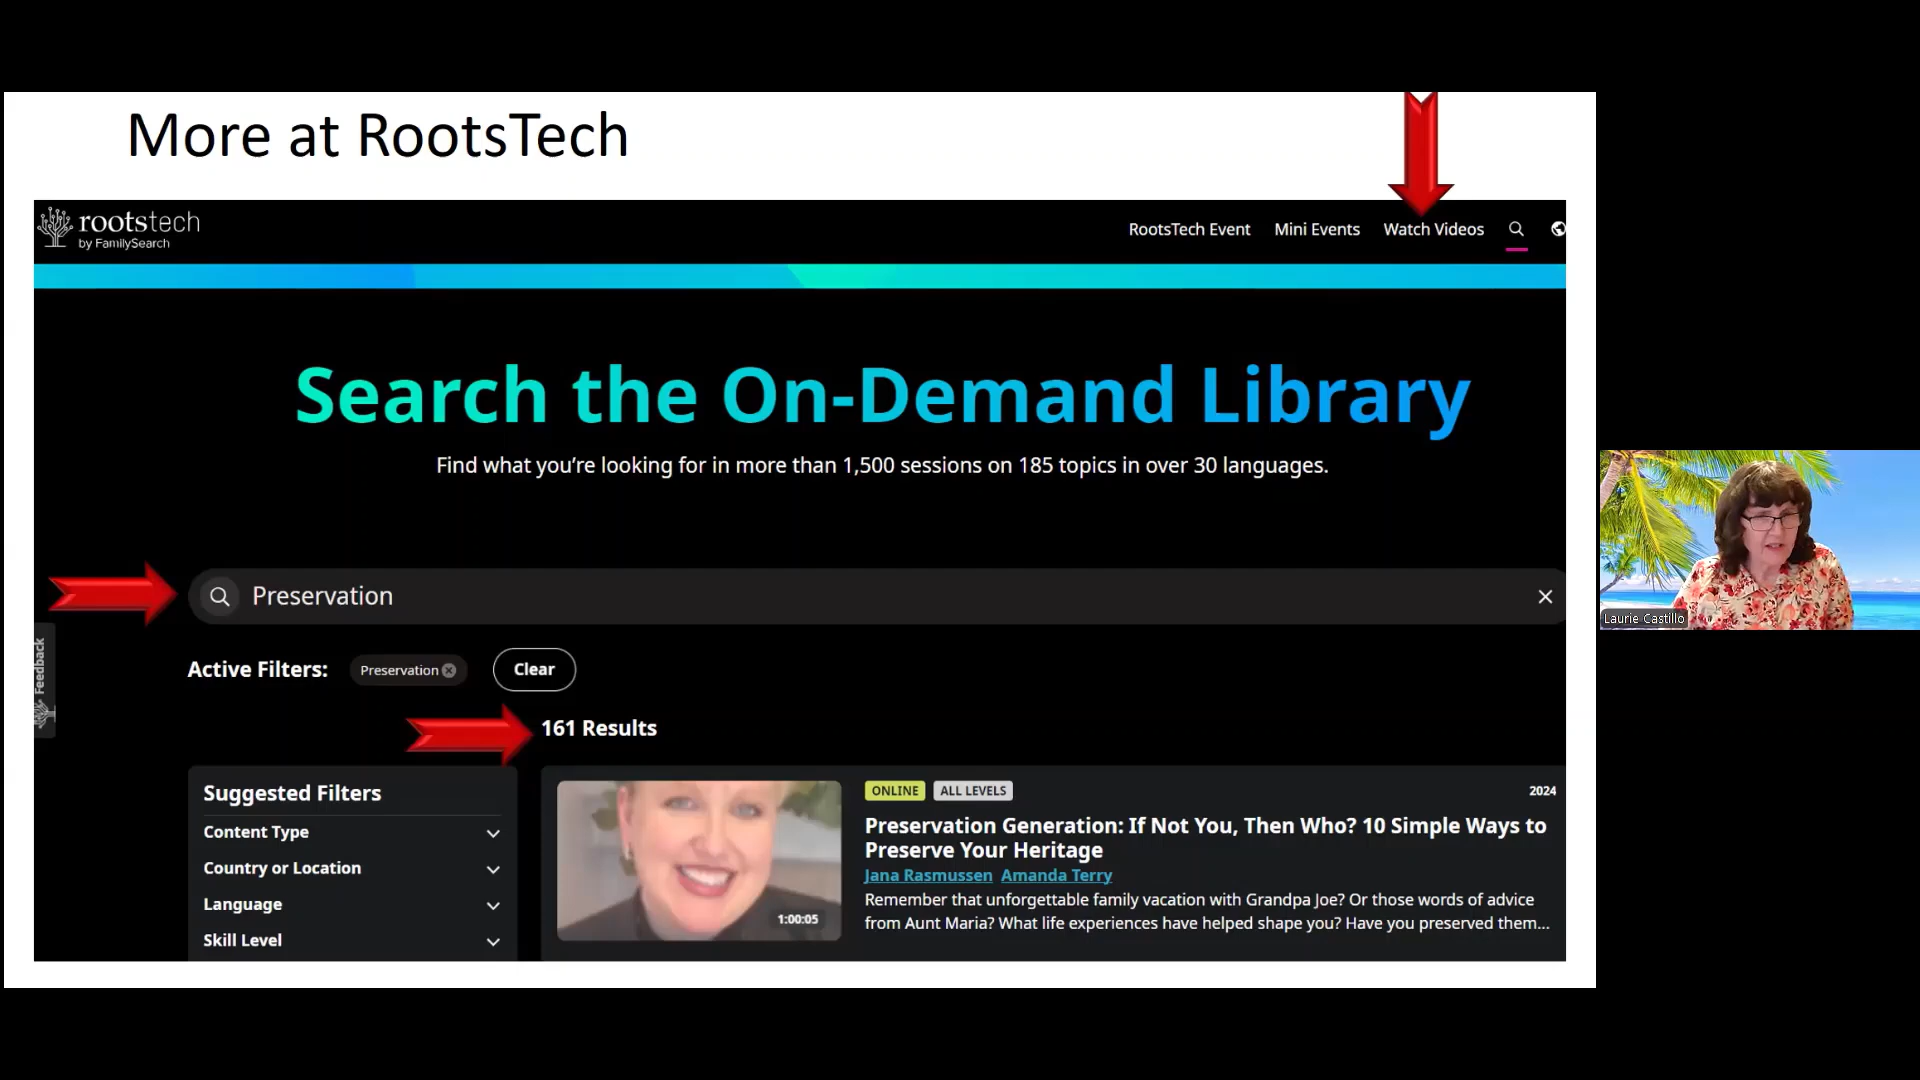 More at RootsTech
rootstech
by FamilySearch
RootsTech Event Mini Events Watch Videos
Search the On-Demand Library
Find what you’re looking for in more than 1,500 sessions on 185 topics in over 30 languages.
Preservation
Feedback
Active Filters: Preservation Clear
161 Results
Suggested Filters
Content Type
Country or Location
Language
Skill Level
1:00:05
ONLINE ALL LEVELS 2024
Preservation Generation: If Not You, Then Who? 10 Simple Ways to
Preserve Your Heritage
Jana Rasmussen Amanda Terry
Remember that unforgettable family vacation with Grandpa Joe? Or those words of advice
from Aunt Maria? What life experiences have helped shape you? Have you preserved them...
Laurie Castillo